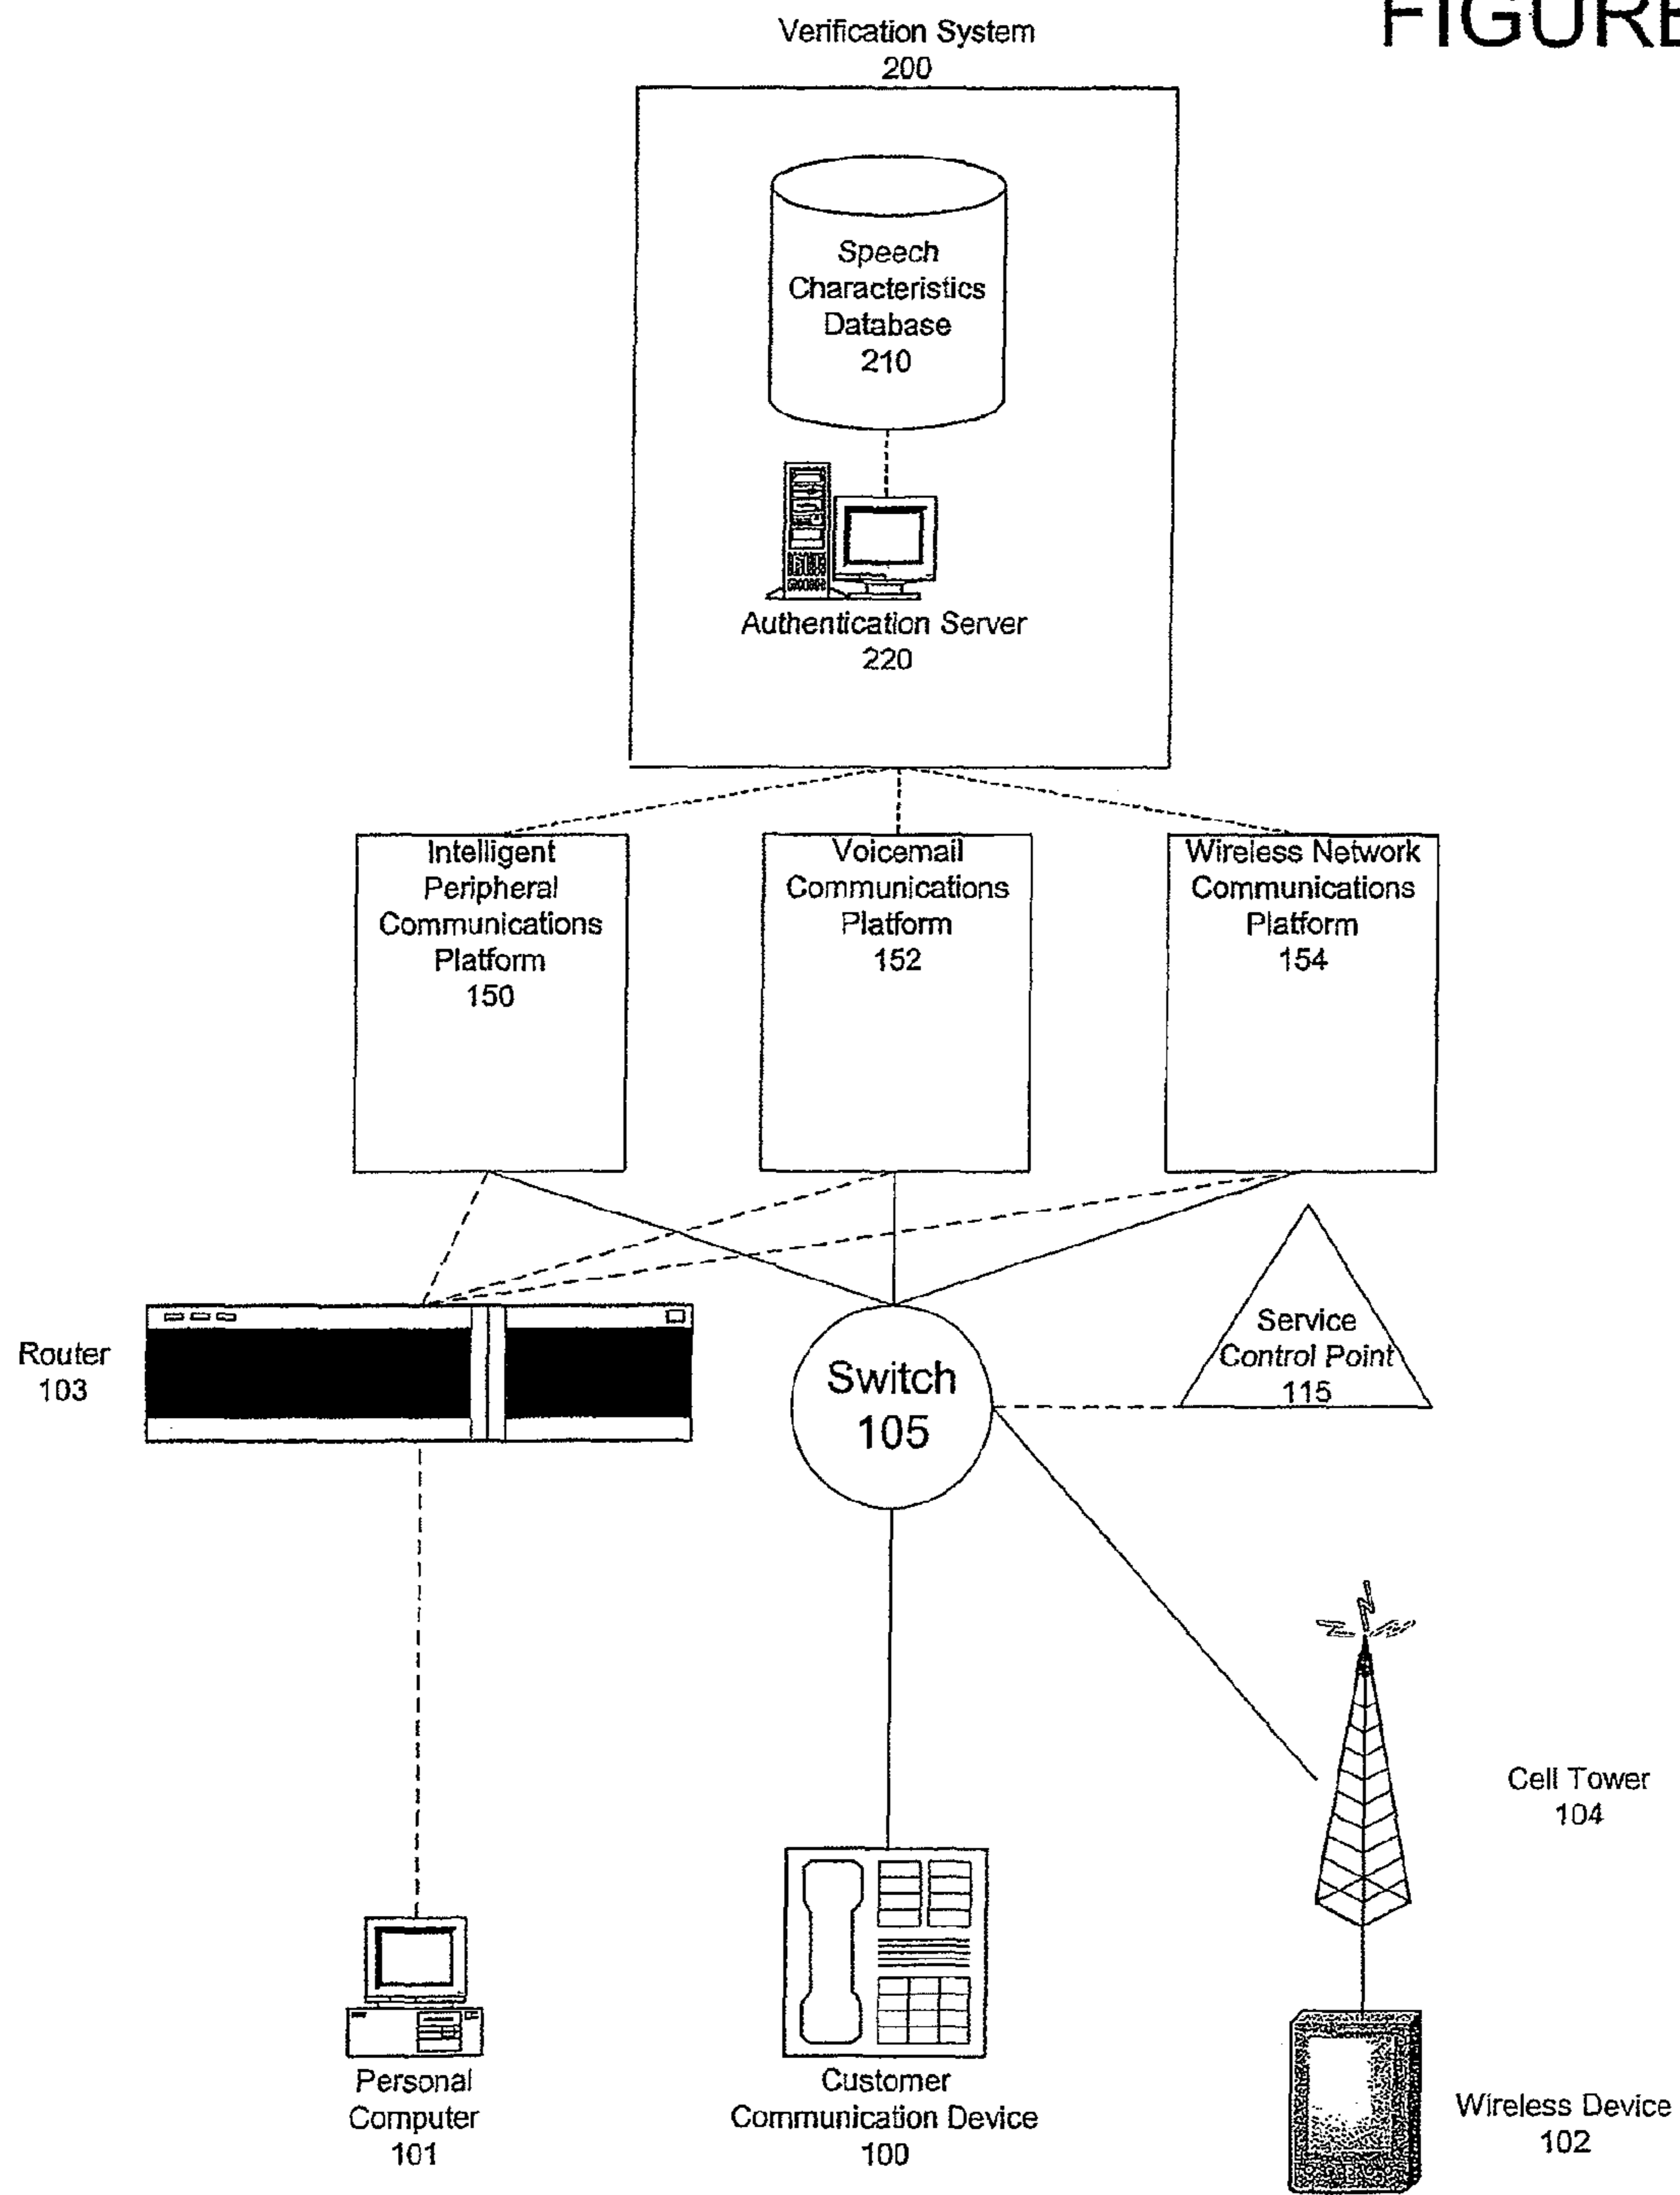 FIGURE
Verification System
200
Speech
Characteristics
Database
210
Authentication Server
220
Intelligent
Peripheral
Communications
Platform
150
Voicemail
Communications
Platform
152
Wireless Network
Communications
Platform
154
Router
103
Switch
105
Service
Control Point
115
Cell Tower
104
Personal
Computer
101
Customer
Communication Device
100
Wireless Device
102